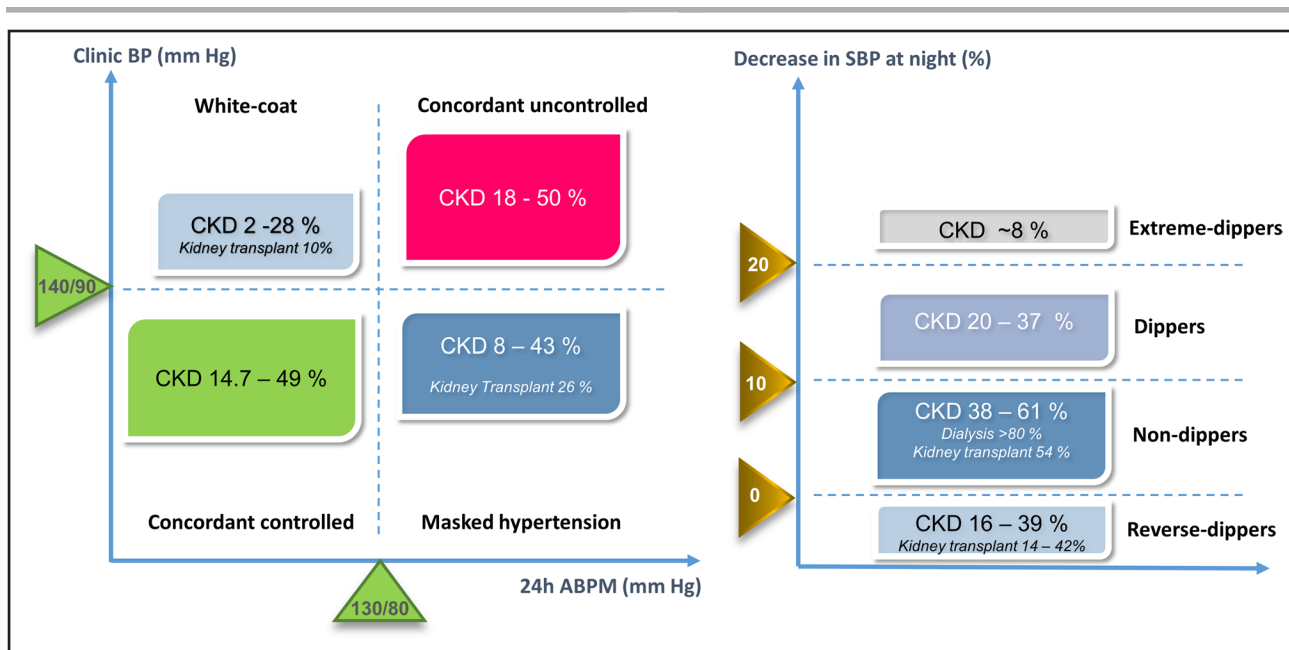 Clinic BP (mm Hg)
White-coat
Concordant uncontrolled
CKD 18 - 50 %
CKD 2 -28 %
Kidney transplant 10%
140/90
CKD 14.7 – 49 %
CKD 8 – 43 %
Kidney Transplant 26 %
Concordant controlled
Masked hypertension
24h ABPM (mm Hg)
130/80
Decrease in SBP at night (%)
CKD ~8 %
Extreme-dippers
20
CKD 20 – 37 %
Dippers
10
CKD 38 – 61 %
Dialysis >80 %
Kidney transplant 54 %
Non-dippers
0
CKD 16 – 39 %
Kidney transplant 14 – 42%
Reverse-dippers